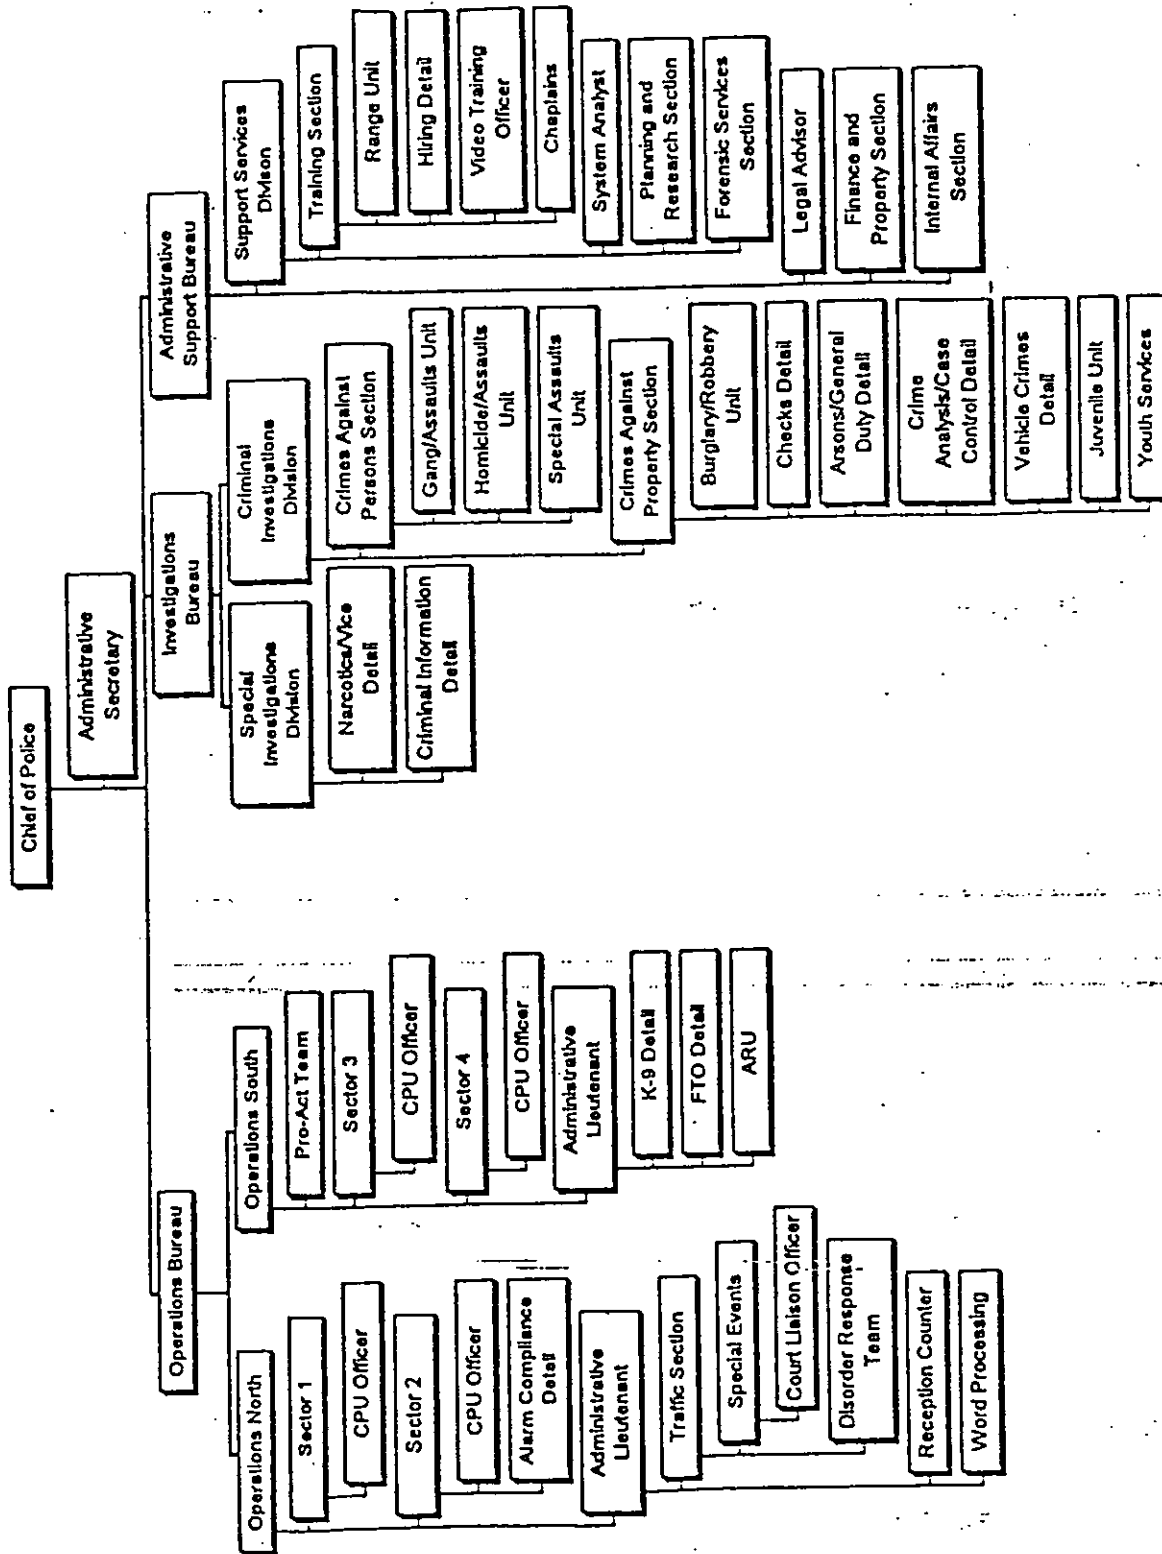 Chief of Police
Administrative
Secretary
Operations Bureau
Operations North
Sector 1
CPU Officer
Sector 2
CPU Officer
Alarm Compliance
Detail
Administrative
Lieutenant
Traffic Section
Special Events
Court Liaison Officer
Disorder Response
Team
Reception Counter
Word Processing
Operations South
Pro-Act Team
Sector 3
CPU Officer
Sector 4
CPU Officer
Administrative
Lieutenant
K-9 Detail
FTO Detail
ARU
Investigations
Bureau
Special
Investigations
Division
Narcotics/Vice
Detail
Criminal Information
Detail
Criminal
Investigations
Division
Crimes Against
Persons Section
Gang/Assaults Unit
Homicide/Assaults
Unit
Special Assaults
Unit
Crimes Against
Property Section
Burglary/Robbery
Unit
Checks Detail
Arsons/General
Duty Detail
Crime
Analysis/Case
Control Detail
Vehicle Crimes
Detail
Juvenile Unit
Youth Services
Administrative
Support Bureau
Support Services
Divison
Training Section
Range Unit
Hiring Detail
Video Training
Officer
Chaplains
System Analyst
Planning and
Research Section
Forensic Services
Section
Legal Advisor
Finance and
Property Section
Internal Affairs
Section